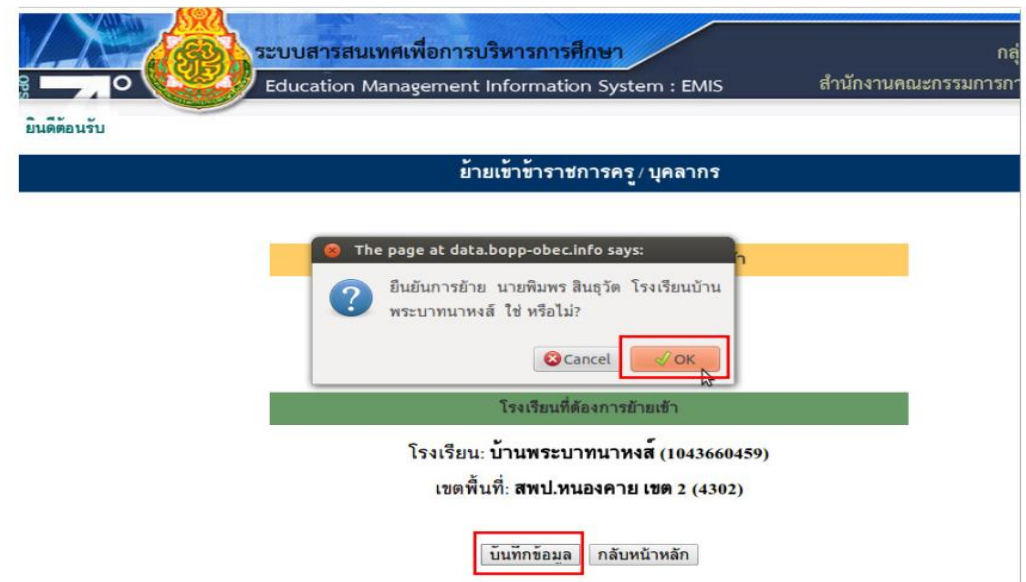 ระบบสารสนเทศเพื่อการบริหารการศึกษา
Education Management Information System : EMIS
สำนักงานคณะกรรมการกา
ยินดีต้อนรับ
ย้ายเข้าข้าราชการครู / บุคลากร
The page at data.bopp-obec.info says:
ยืนยันการย้าย นายพิมพร สินธุวัด โรงเรียนบ้าน
พระบาทนาหงส์ ใช่ หรือไม่?
Cancel
OK
โรงเรียนที่ต้องการย้ายเข้า
โรงเรียน: บ้านพระบาทนาหงส์ (1043660459)
เขตพื้นที่: สพป.หนองคาย เขต 2 (4302)
บันทึกข้อมูล
กลับหน้าหลัก